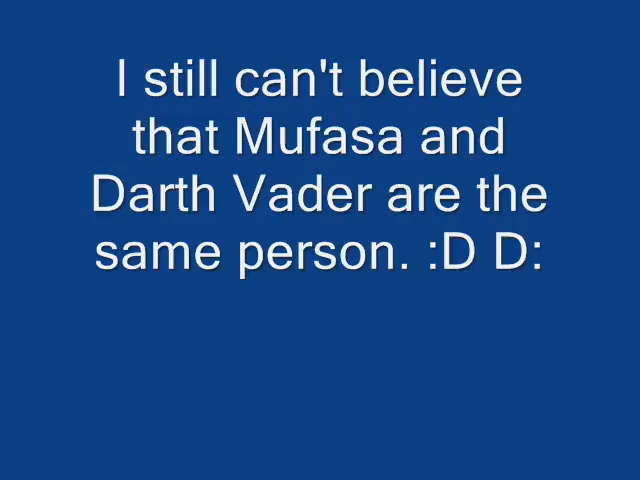 I still can't believe
that Mufasa and
Darth Vader are the
same person. :D D: